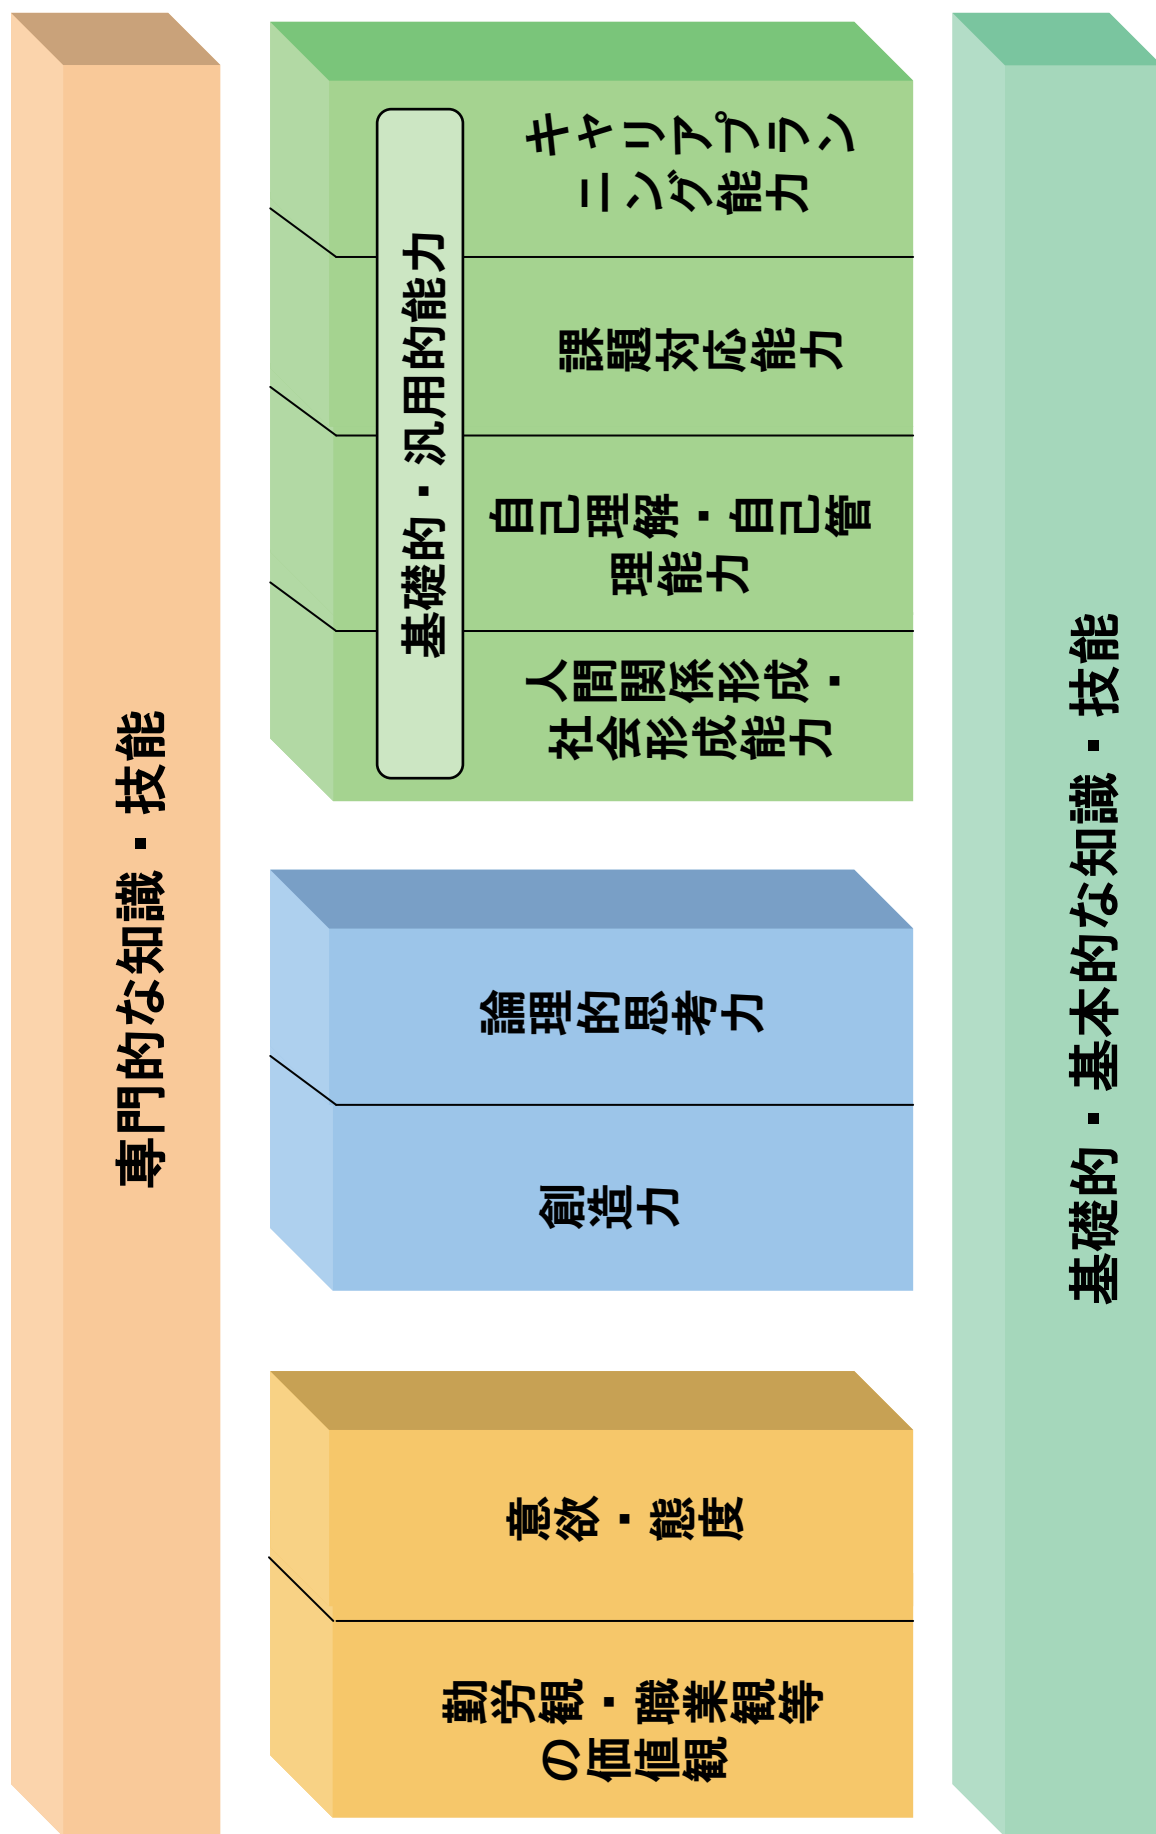 専門的な知識・技能
勤労観・職業観等
の価値観
意欲・態度
創造力
論理的思考力
基礎的・汎用的能力
人間関係形成・
社会形成能力
自己理解・自己管
理能力
課題対応能力
キャリアプラン
ニング能力
基礎的・基本的な知識・技能